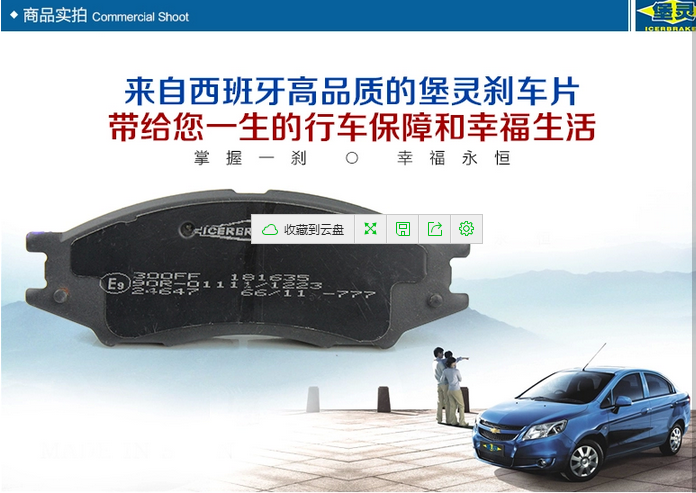 商品实拍 Commercial Shoot
堡灵
ICERBRAKE
来自西班牙高品质的堡灵刹车片
带给您一生的行车保障和幸福生活
掌握一刹 〇 幸福永恒
ICERBR
收藏到云盘
E9
300FF 181635
90R-01111/1223
24647 66/11 -777